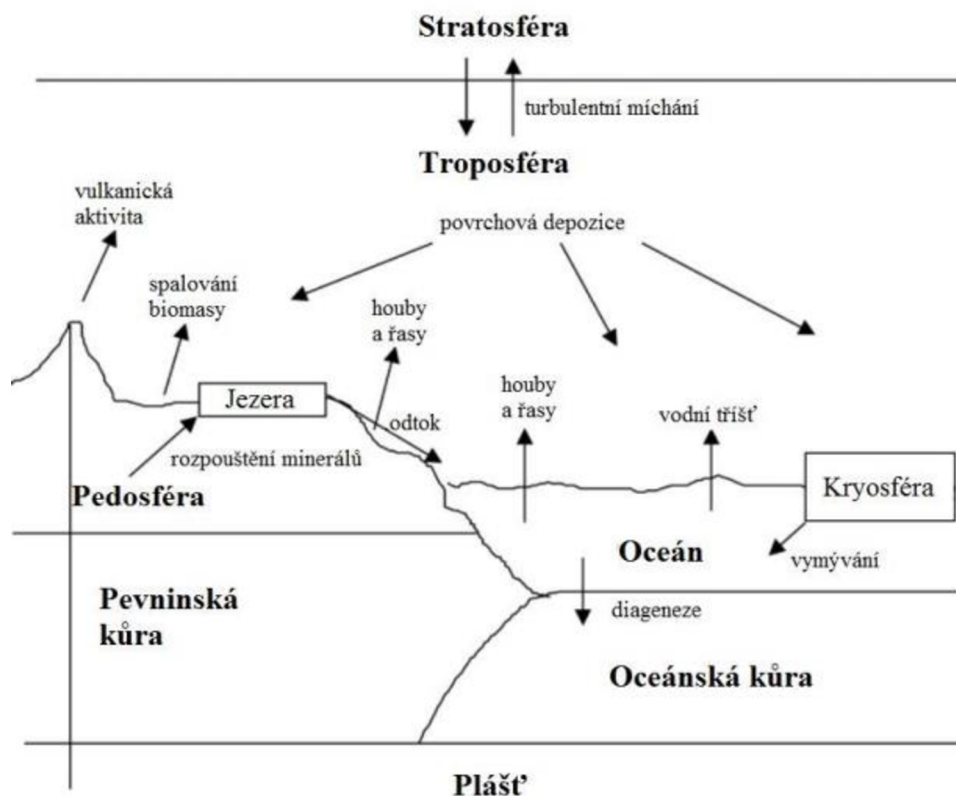 Stratosféra
turbulentní míchání
Troposféra
vulkanická
aktivita
povrchová depozice
spalování
biomasy
houby
a řasy
Jezera
odtok
houby
a řasy
vodní tříšť
rozpouštění minerálů
Pedosféra
Kryosféra
Oceán
vymývání
Pevninská
kůra
diageneze
Oceánská kůra
Plášť